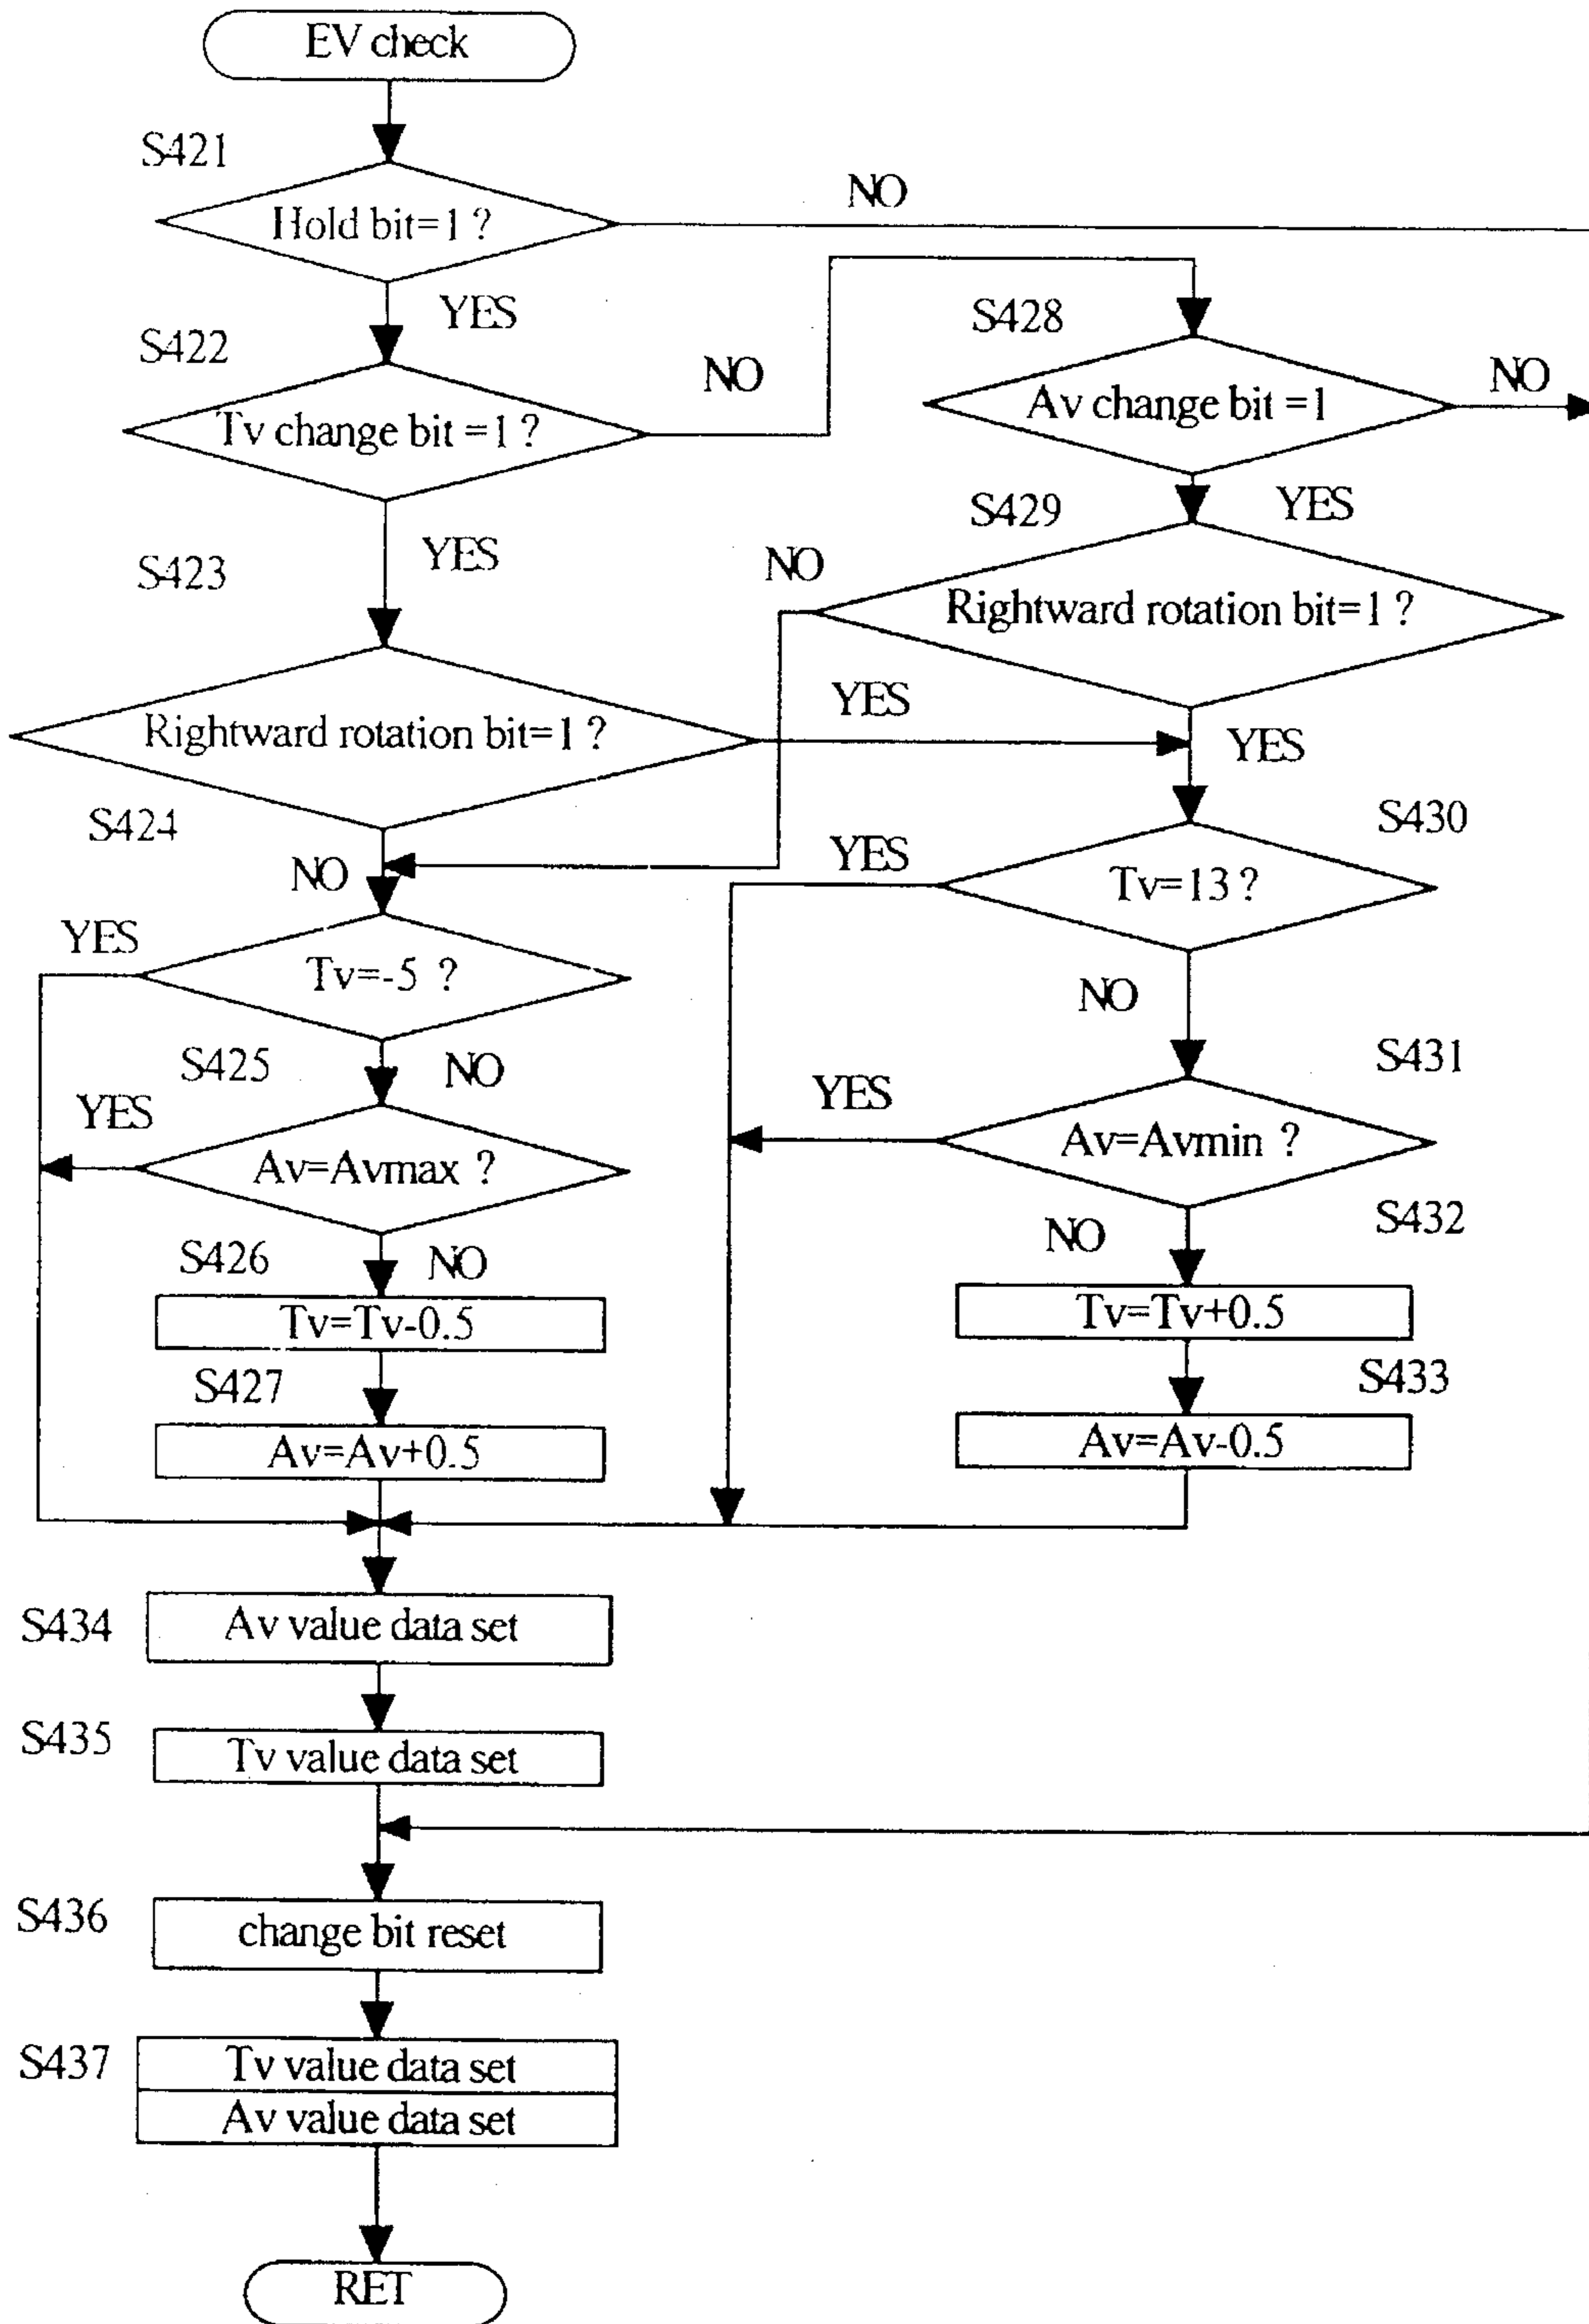 EV check
S421
Hold bit=1 ?
NO
YES
S422
Tv change bit =1 ?
NO
S428
Av change bit =1
NO
YES
S423
YES
S429
Rightward rotation bit=1 ?
NO
Rightward rotation bit=1 ?
YES
YES
S424
NO
S430
Tv=13 ?
YES
Tv=-5 ?
YES
NO
S425
NO
S431
Av=Avmax ?
YES
Av=Avmin ?
YES
S426
NO
S432
NO
Tv=Tv-0.5
Tv=Tv+0.5
S427
S433
Av=Av+0.5
Av=Av-0.5
S434
Av value data set
S435
Tv value data set
S436
change bit reset
S437
Tv value data set
Av value data set
RET